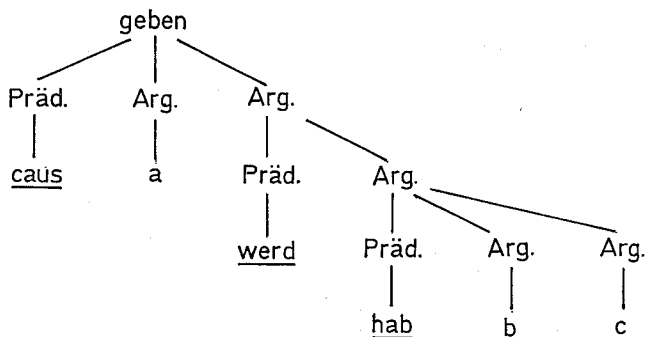 geben
Präd. Arg. Arg.
caus a Präd. Arg.
werd Präd. Arg. Arg.
hab b c